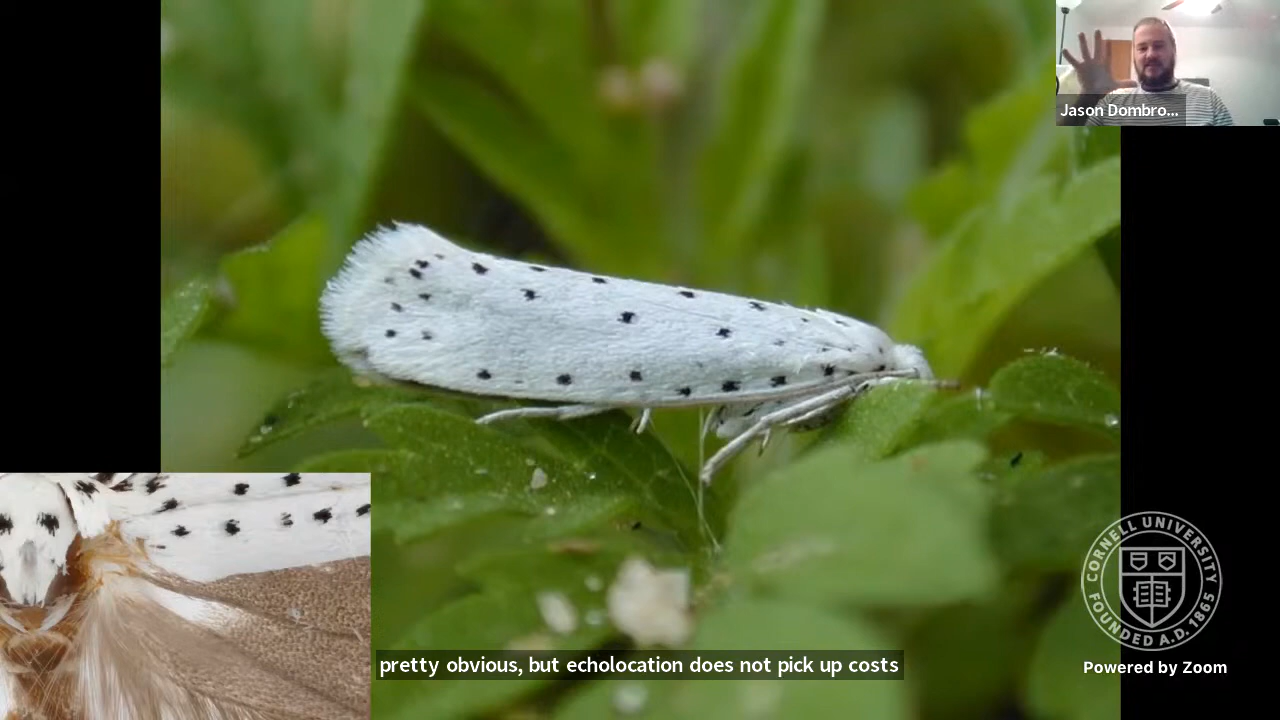 Jason Dombro...
CORNELL UNIVERSITY
FOUNDED A.D. 1865
Powered by Zoom
pretty obvious, but echolocation does not pick up costs